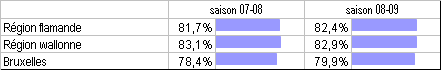 saison 07-08 saison 08-09
Région flamande 81,7% 82,4%
Région wallonne 83,1% 82,9%
Bruxelles 78,4% 79,9%